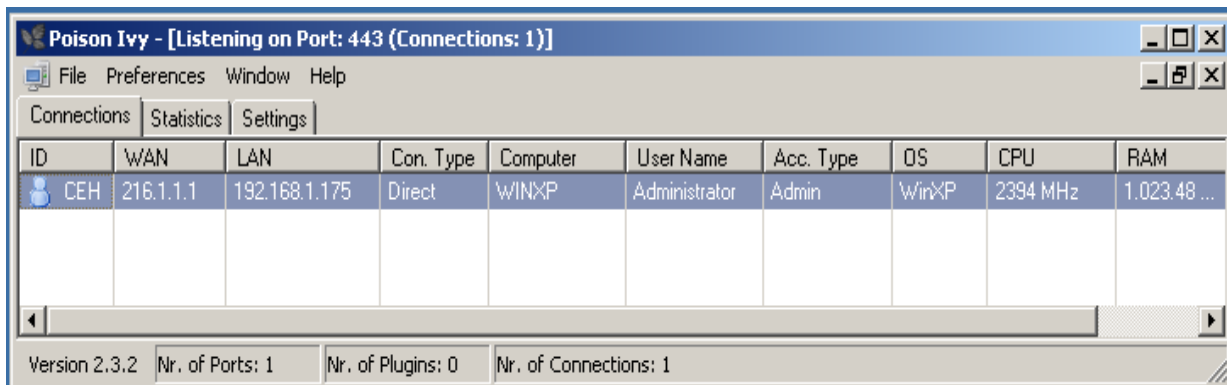 Poison Ivy - [Listening on Port: 443 (Connections: 1)]
File Preferences Window Help
Connections Statistics Settings
ID WAN LAN Con. Type Computer User Name Acc. Type OS CPU RAM
CEH 216.1.1.1 192.168.1.175 Direct WINXP Administrator Admin WinXP 2394 MHz 1.023.48 ...
Version 2.3.2 Nr. of Ports: 1 Nr. of Plugins: 0 Nr. of Connections: 1